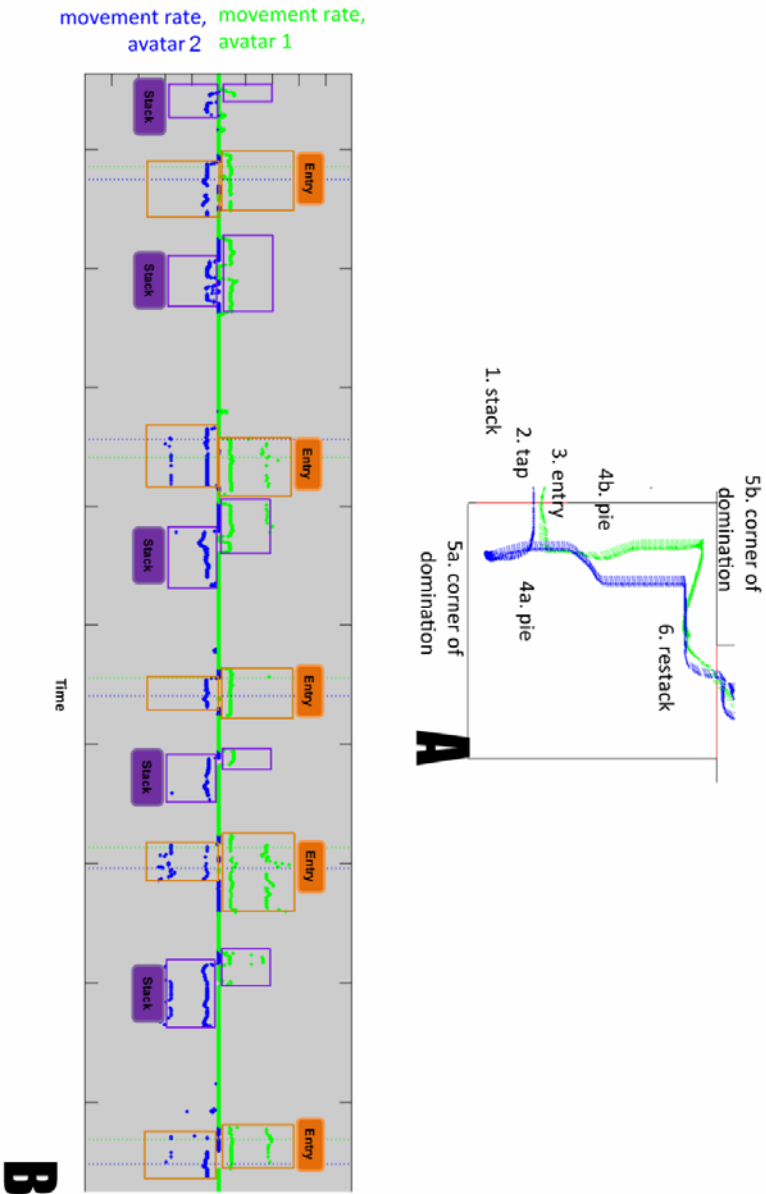 movement rate,
avatar 2
movement rate,
avatar 1
Stack
Entry
Stack
Entry
Stack
Entry
Stack
Entry
Stack
Entry
Time
B
1. stack
2. tap
3. entry
4b. pie
5b. corner of
domination
4a. pie
5a. corner of
domination
6. restack
A